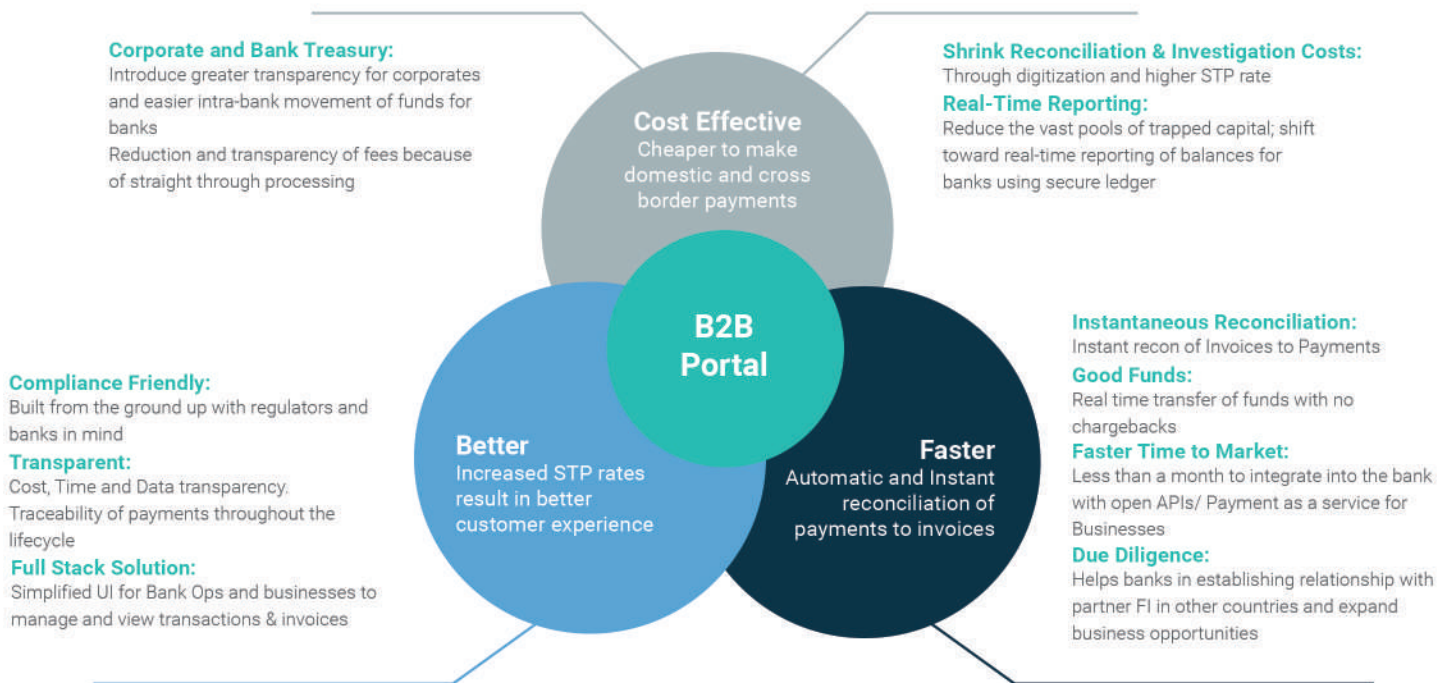 Corporate and Bank Treasury:
Introduce greater transparency for corporates
and easier intra-bank movement of funds for
banks
Reduction and transparency of fees because
of straight through processing
Shrink Reconciliation & Investigation Costs:
Through digitization and higher STP rate
Real-Time Reporting:
Reduce the vast pools of trapped capital; shift
toward real-time reporting of balances for
banks using secure ledger
Cost Effective
Cheaper to make
domestic and cross
border payments
B2B
Portal
Compliance Friendly:
Built from the ground up with regulators and
banks in mind
Transparent:
Cost, Time and Data transparency.
Traceability of payments throughout the
lifecycle
Full Stack Solution:
Simplified UI for Bank Ops and businesses to
manage and view transactions & invoices
Better
Increased STP rates
result in better
customer experience
Faster
Automatic and Instant
reconciliation of
payments to invoices
Instantaneous Reconciliation:
Instant recon of Invoices to Payments
Good Funds:
Real time transfer of funds with no
chargebacks
Faster Time to Market:
Less than a month to integrate into the bank
with open APIs/ Payment as a service for
Businesses
Due Diligence:
Helps banks in establishing relationship with
partner FI in other countries and expand
business opportunities